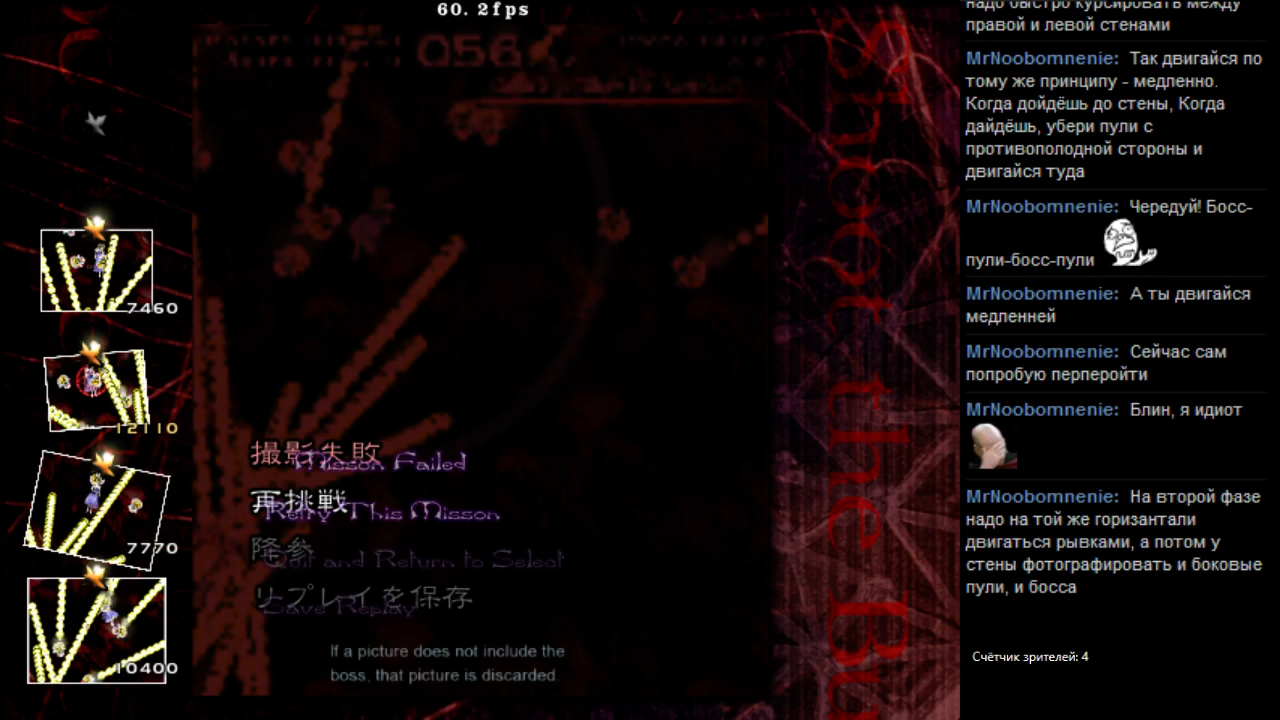 60.2fps
056
7460
12110
7770
10400
撮影失敗
Misson Failed
再挑戦
Retry This Misson
降参
Quit and Return to Select
リプレイを保存
Save Replay
If a picture does not include the
boss, that picture is discarded.
Shoot the Bu
надо быстро курсировать между
правой и левой стенами
MrNoobomnenie: Так двигайся по
тому же принципу - медленно.
Когда дойдёшь до стены, Когда
дайдёшь, убери пули с
противополодной стороны и
двигайся туда
MrNoobomnenie: Чередуй! Босс-
пули-босс-пули
MrNoobomnenie: А ты двигайся
медленней
MrNoobomnenie: Сейчас сам
попробую перперойти
MrNoobomnenie: Блин, я идиот
MrNoobomnenie: На второй фазе
надо на той же горизантали
двигаться рывками, а потом у
стены фотографировать и боковые
пули, и босса
Счётчик зрителей: 4